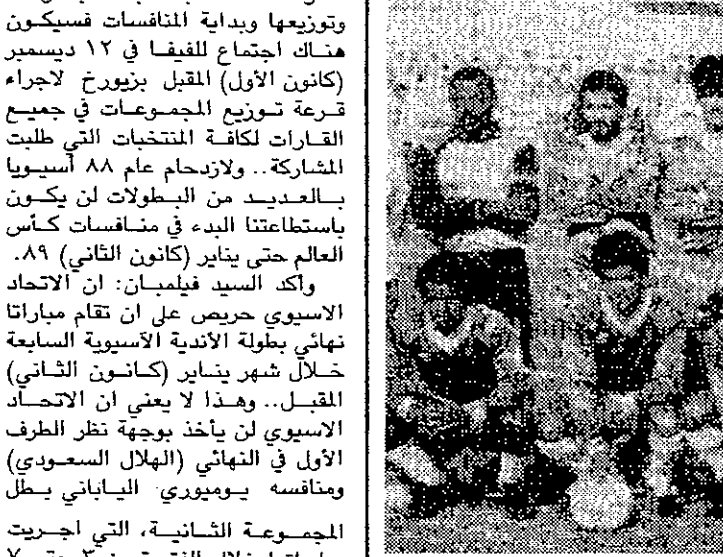 وتوزيعها وبداية المنافسات فسيكون
هناك اجتماع للفيفا في ١٢ ديسمبر
(كانون الأول) المقبل بزيورخ لاجراء
قرعة توزيع المجموعات في جميع
القارات لكافة المنتخبات التي طلبت
المشاركة.. ولازدحام عام ٨٨ أسيويا
بالعديد من البطولات لن يكون
باستطاعتنا البدء في منافسات كأس
العالم حتى يناير (كانون الثاني) ٨٩.
واكد السيد فيلمبان: ان الاتحاد
الاسيوي حريص على ان تقام مباراتا
نهائي بطولة الأندية الآسيوية السابعة
خلال شهر يناير (كانون الثاني)
المقبل.. وهذا لا يعني ان الاتحاد
الاسيوي لن يأخذ بوجهة نظر الطرف
الأول في النهائي (الهلال السعودي)
ومنافسه يوميوري الياباني بطل
المجموعة الثانية، التي اجريت